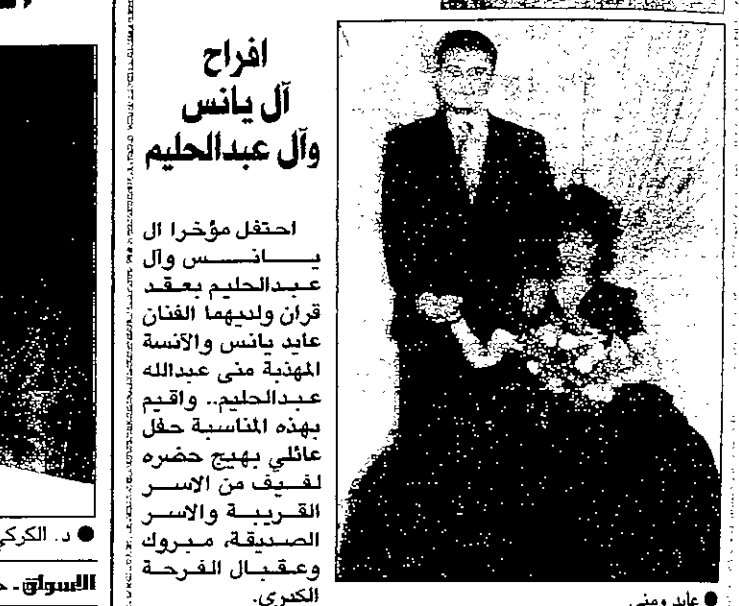 افراح
آل يانس
وآل عبدالحليم
احتفل مؤخرا ال
يانس وآل
عبدالحليم بعقد
قران ولديهما الفنان
عايد يانس والآنسة
المهذبة منى عبدالله
عبدالحليم.. واقيم
بهذه المناسبة حفل
عائلي بهيج حضره
لفيف من الاسر
القريبة والاسر
الصديقة، مبروك
وعقبال الفرحة
الكبرى.
● عايد ومنى
● د. الكركي
الاسواق - ح